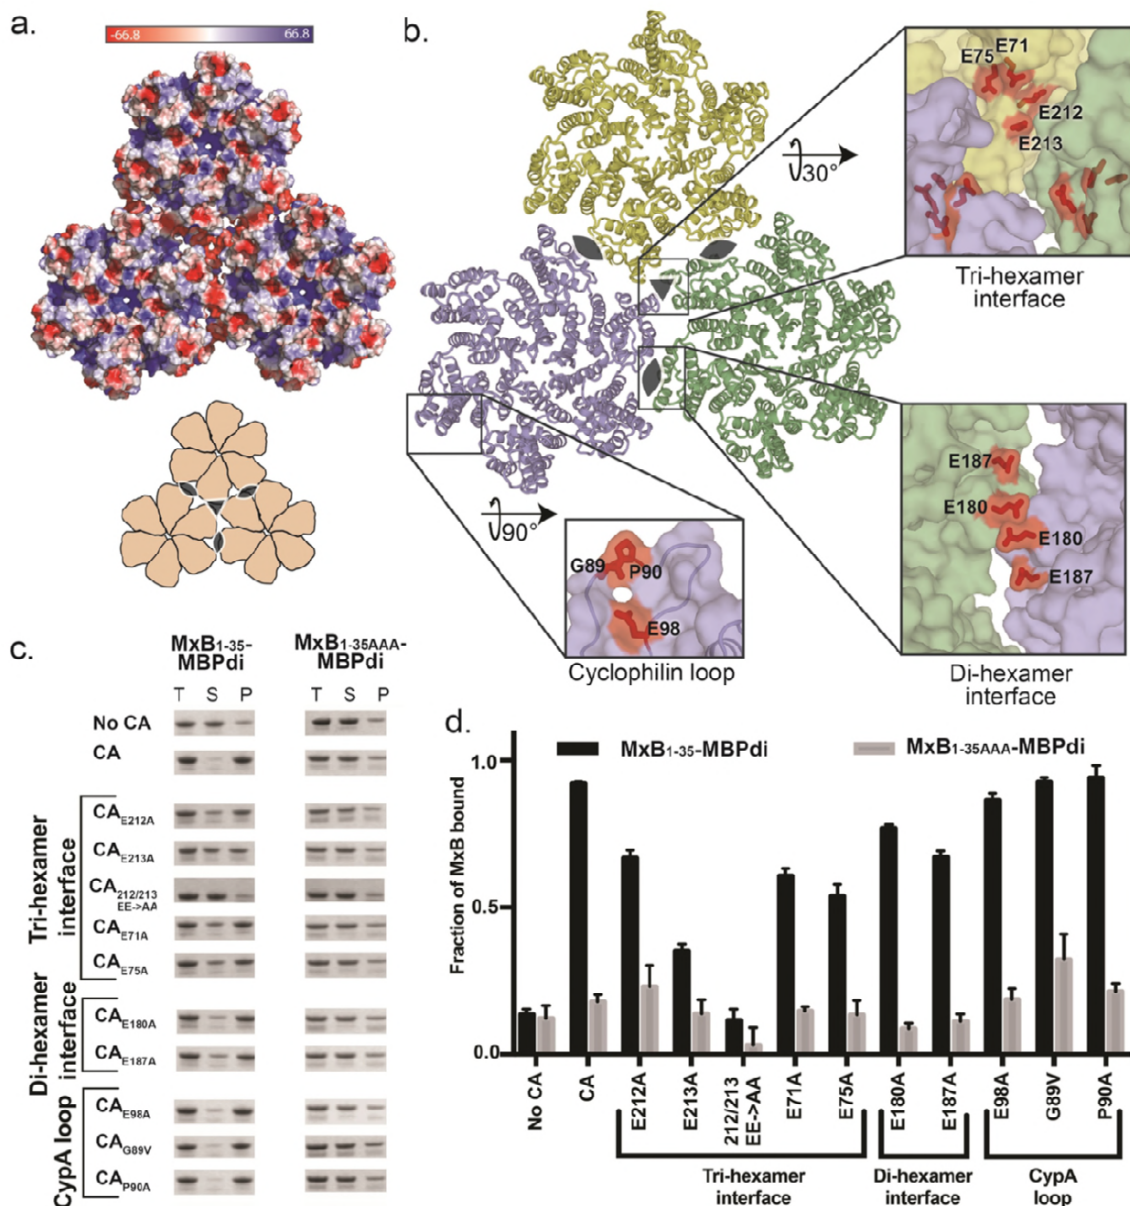 a.
-66.8 66.8
b.
30°
E75 E71
E212
E213
Tri-hexamer
interface
E187
E180
E180
E187
Di-hexamer
interface
90°
G89 P90
E98
Cyclophilin loop
c.
MxB1-35-
MBPdi
MxB1-35AAA-
MBPdi
T S P T S P
No CA
CA
Tri-hexamer
interface
CAE212A
CAE213A
CA212/213
EE->AA
CAE71A
CAE75A
Di-hexamer
interface
CAE180A
CAE187A
CypA loop
CAE98A
CAG89V
CAP90A
d.
MxB1-35-MBPdi MxB1-35AAA-MBPdi
Fraction of MxB bound
1.0
0.5
0.0
No CA
CA
E212A
E213A
212/213
EE->AA
E71A
E75A
E180A
E187A
E98A
G89V
P90A
Tri-hexamer
interface
Di-hexamer
interface
CypA
loop